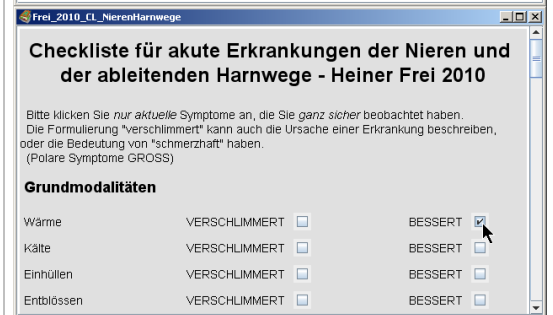 Frei_2010_CL_NierenHarnwege
Checkliste für akute Erkrankungen der Nieren und
der ableitenden Harnwege - Heiner Frei 2010
Bitte klicken Sie nur aktuelle Symptome an, die Sie ganz sicher beobachtet haben.
Die Formulierung "verschlimmert" kann auch die Ursache einer Erkrankung beschreiben,
oder die Bedeutung von "schmerzhaft" haben.
(Polare Symptome GROSS)
Grundmodalitäten
Wärme VERSCHLIMMERT BESSERT
Kälte VERSCHLIMMERT BESSERT
Einhüllen VERSCHLIMMERT BESSERT
Entblössen VERSCHLIMMERT BESSERT